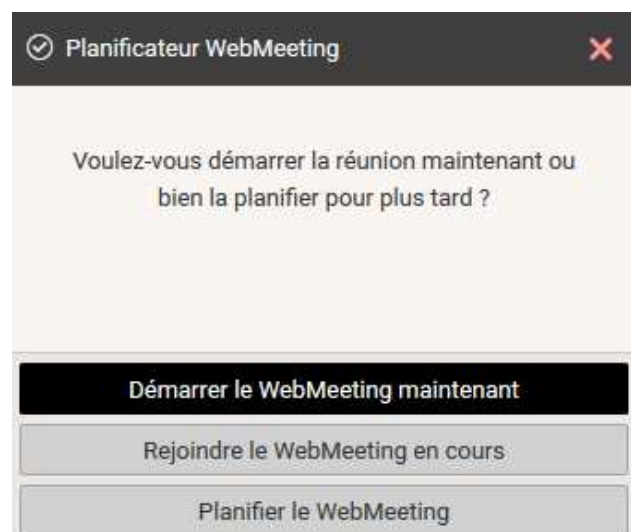 Planificateur WebMeeting
Voulez-vous démarrer la réunion maintenant ou
bien la planifier pour plus tard ?
Démarrer le WebMeeting maintenant
Rejoindre le WebMeeting en cours
Planifier le WebMeeting